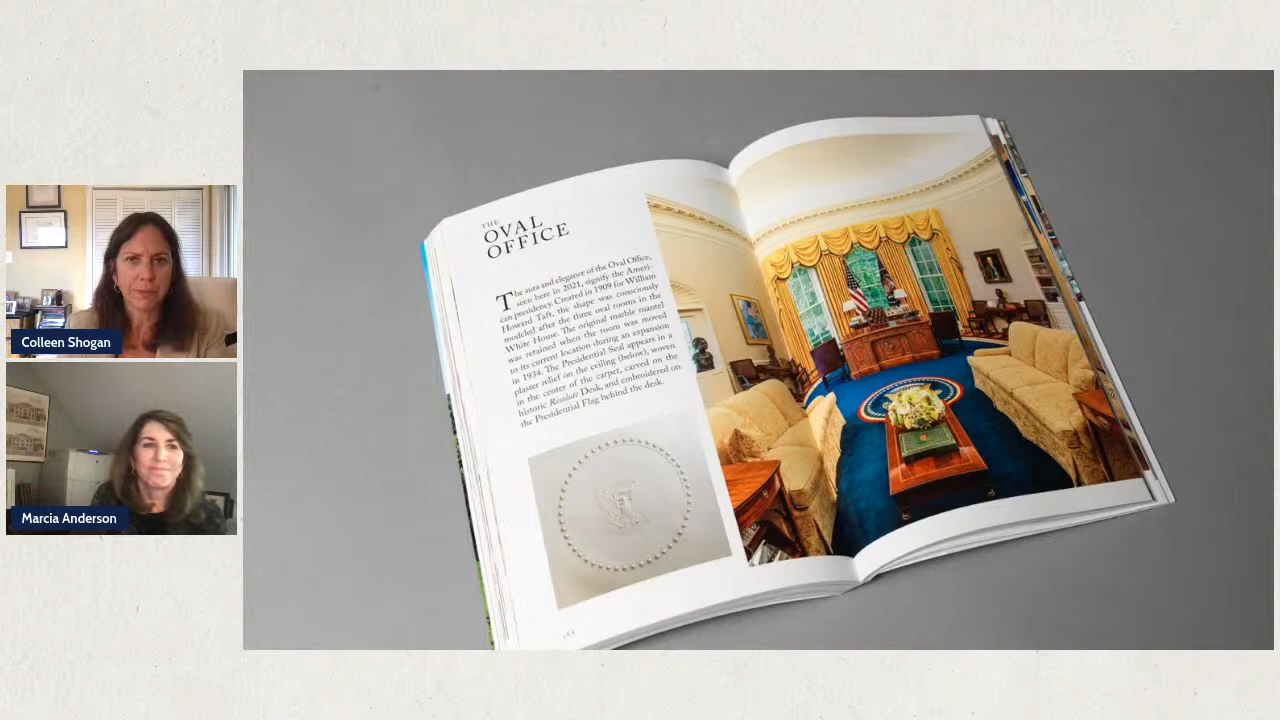 THE
OVAL
OFFICE
The aura and elegance of the Oval Office,
seen here in 2021, signify the Ameri-
can presidency. Created in 1909 for William
Howard Taft, the shape was consciously
modeled after the three oval rooms in the
White House. The original marble mantel
was retained when the room was moved
to its current location during an expansion
in 1934. The Presidential Seal appears in a
plaster relief on the ceiling (below), woven
in the center of the carpet, carved on the
historic Resolute Desk, and embroidered on
the Presidential Flag behind the desk.
Colleen Shogan
Marcia Anderson